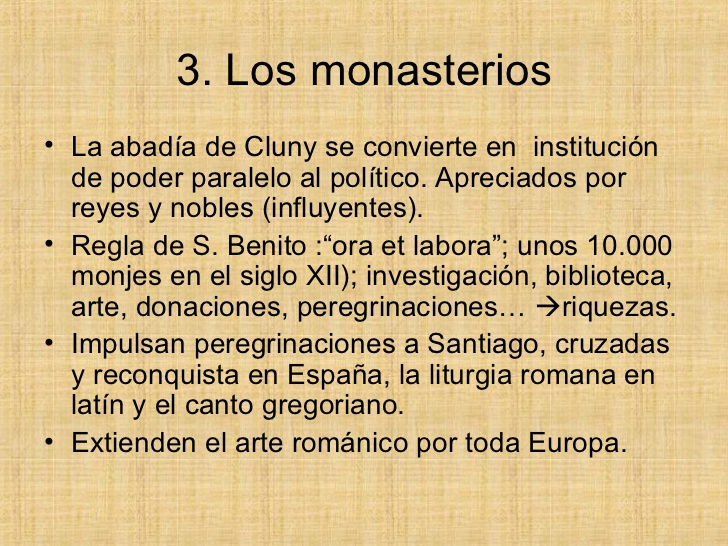 3. Los monasterios
• La abadía de Cluny se convierte en  institución
de poder paralelo al político. Apreciados por
reyes y nobles (influyentes).
• Regla de S. Benito :“ora et labora”; unos 10.000
monjes en el siglo XII); investigación, biblioteca,
arte, donaciones, peregrinaciones… →riquezas.
• Impulsan peregrinaciones a Santiago, cruzadas
y reconquista en España, la liturgia romana en
latín y el canto gregoriano.
• Extienden el arte románico por toda Europa.